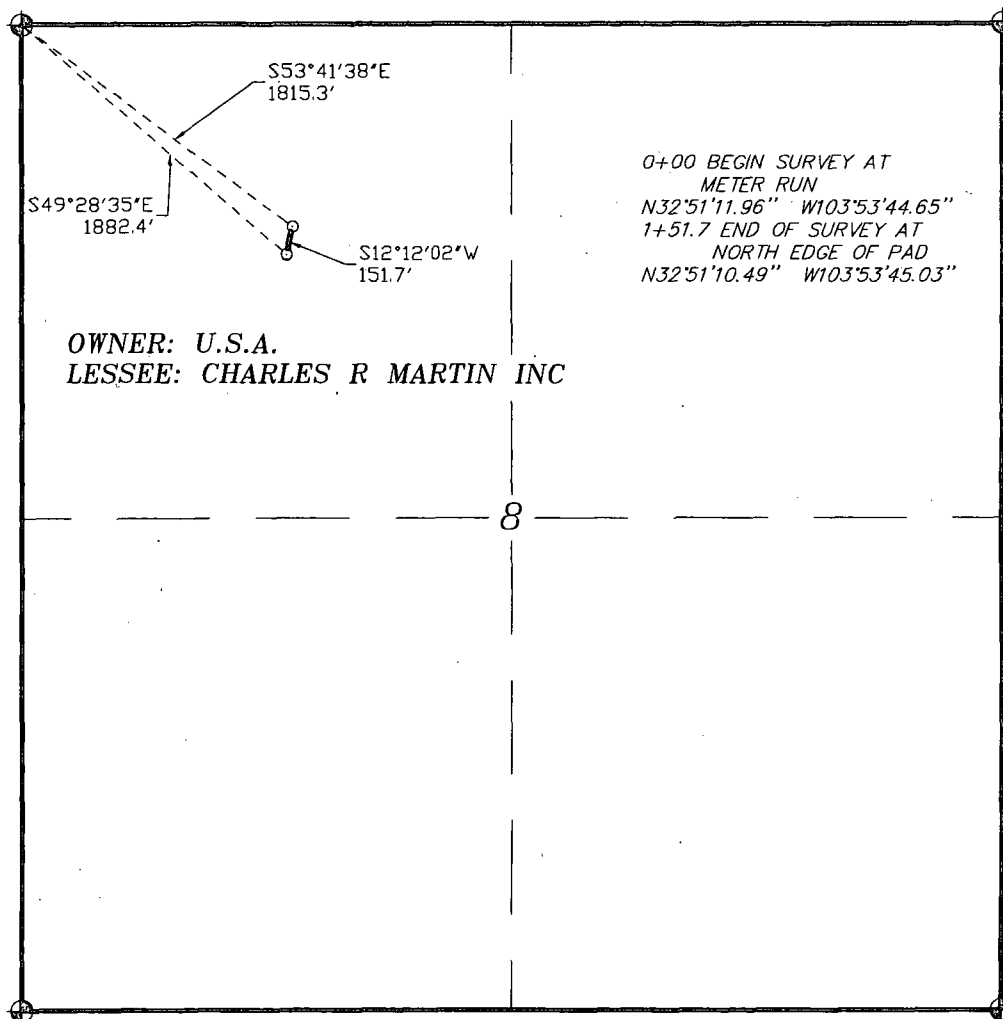 S53°41'38"E
1815.3'
0+00 BEGIN SURVEY AT
METER RUN
N32°51'11.96" W103°53'44.65"
1+51.7 END OF SURVEY AT
NORTH EDGE OF PAD
N32°51'10.49" W103°53'45.03"
S49°28'35"E
1882.4'
S12°12'02"W
151.7'
OWNER: U.S.A.
LESSEE: CHARLES R MARTIN INC
8